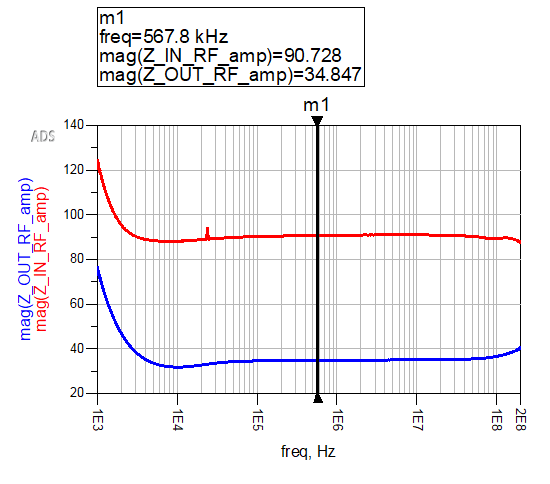 m1
freq=567.8 kHz
mag(Z_IN_RF_amp)=90.728
mag(Z_OUT_RF_amp)=34.847
m1
ADS
140
120
100
80
60
40
20
mag(Z_OUT_RF_amp)
mag(Z_IN_RF_amp)
1E3
1E4
1E5
1E6
1E7
1E8
2E8
freq, Hz